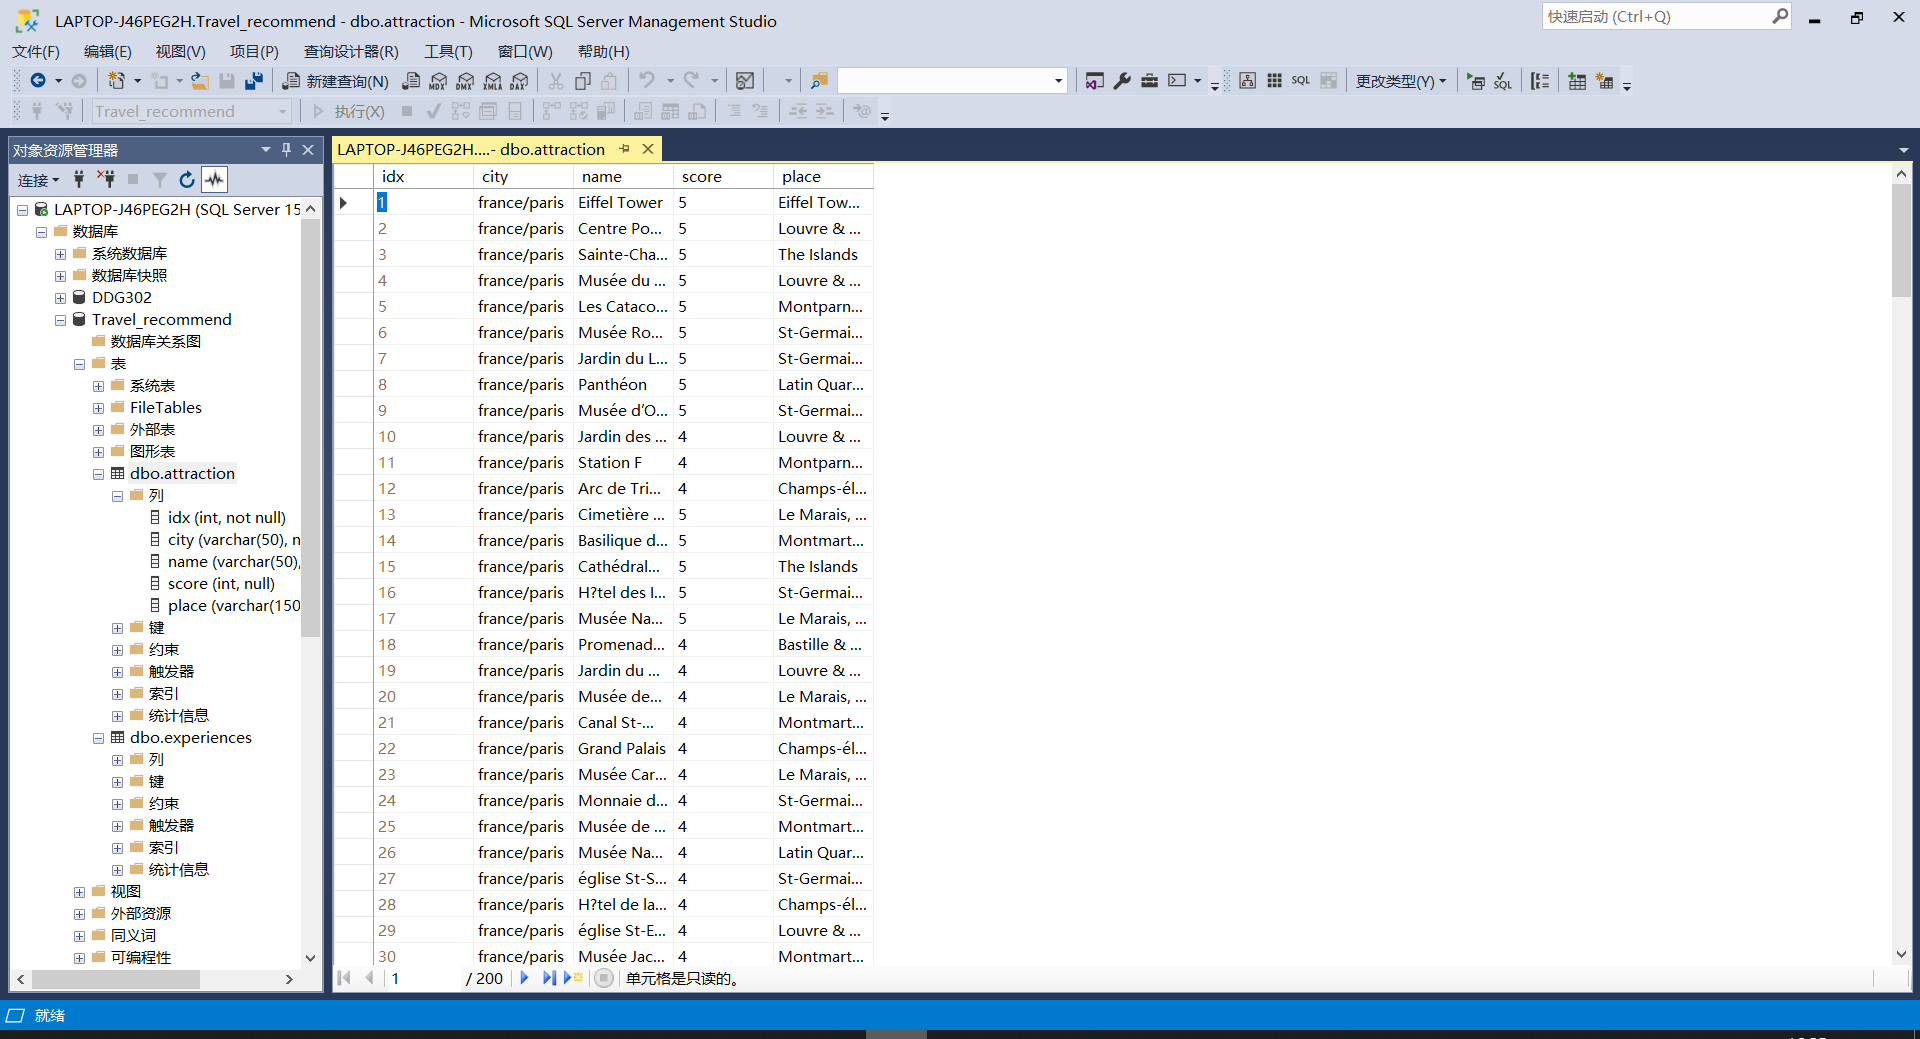 LAPTOP-J46PEG2H.Travel_recommend - dbo.attraction - Microsoft SQL Server Management Studio
快速启动 (Ctrl+Q)
文件(F) 编辑(E) 视图(V) 项目(P) 查询设计器(R) 工具(T) 窗口(W) 帮助(H)
新建查询(N) MDX DMX XMLA DAX SQL 更改类型(Y) SQL
Travel_recommend 执行(X)
对象资源管理器
连接
LAPTOP-J46PEG2H (SQL Server 15
数据库
系统数据库
数据库快照
DDG302
Travel_recommend
数据库关系图
表
系统表
FileTables
外部表
图形表
dbo.attraction
列
idx (int, not null)
city (varchar(50), n
name (varchar(50),
score (int, null)
place (varchar(150
键
约束
触发器
索引
统计信息
dbo.experiences
列
键
约束
触发器
索引
统计信息
视图
外部资源
同义词
可编程性
LAPTOP-J46PEG2H....- dbo.attraction
idx city name score place
1 france/paris Eiffel Tower 5 Eiffel Tow...
2 france/paris Centre Po... 5 Louvre & ...
3 france/paris Sainte-Cha... 5 The Islands
4 france/paris Musée du ... 5 Louvre & ...
5 france/paris Les Cataco... 5 Montparn...
6 france/paris Musée Ro... 5 St-Germai...
7 france/paris Jardin du L... 5 St-Germai...
8 france/paris Panthéon 5 Latin Quar...
9 france/paris Musée d’O... 5 St-Germai...
10 france/paris Jardin des ... 4 Louvre & ...
11 france/paris Station F 4 Montparn...
12 france/paris Arc de Tri... 4 Champs-él...
13 france/paris Cimetière ... 5 Le Marais, ...
14 france/paris Basilique d... 5 Montmart...
15 france/paris Cathédral... 5 The Islands
16 france/paris H?tel des I... 5 St-Germai...
17 france/paris Musée Na... 5 Le Marais, ...
18 france/paris Promenad... 4 Bastille & ...
19 france/paris Jardin du ... 4 Louvre & ...
20 france/paris Musée de... 4 Le Marais, ...
21 france/paris Canal St-... 4 Montmart...
22 france/paris Grand Palais 4 Champs-él...
23 france/paris Musée Car... 4 Le Marais, ...
24 france/paris Monnaie d... 4 St-Germai...
25 france/paris Musée de ... 4 Montmart...
26 france/paris Musée Na... 4 Latin Quar...
27 france/paris église St-S... 4 St-Germai...
28 france/paris H?tel de la... 4 Champs-él...
29 france/paris église St-E... 4 Louvre & ...
30 france/paris Musée Jac... 4 Montmart...
1 / 200 单元格是只读的。
就绪